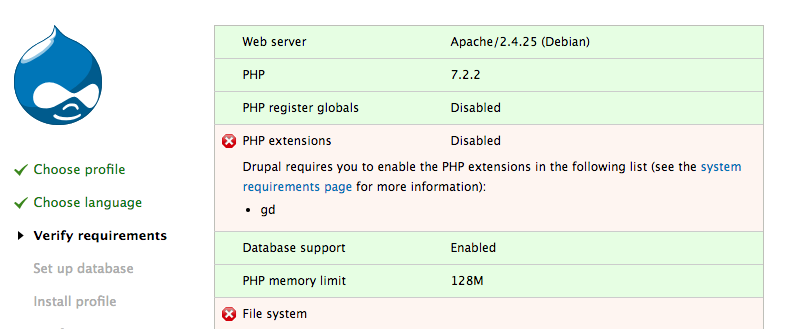 Choose profile
Choose language
Verify requirements
Set up database
Install profile
Web server Apache/2.4.25 (Debian)
PHP 7.2.2
PHP register globals Disabled
PHP extensions Disabled
Drupal requires you to enable the PHP extensions in the following list (see the system
requirements page for more information):
• gd
Database support Enabled
PHP memory limit 128M
File system